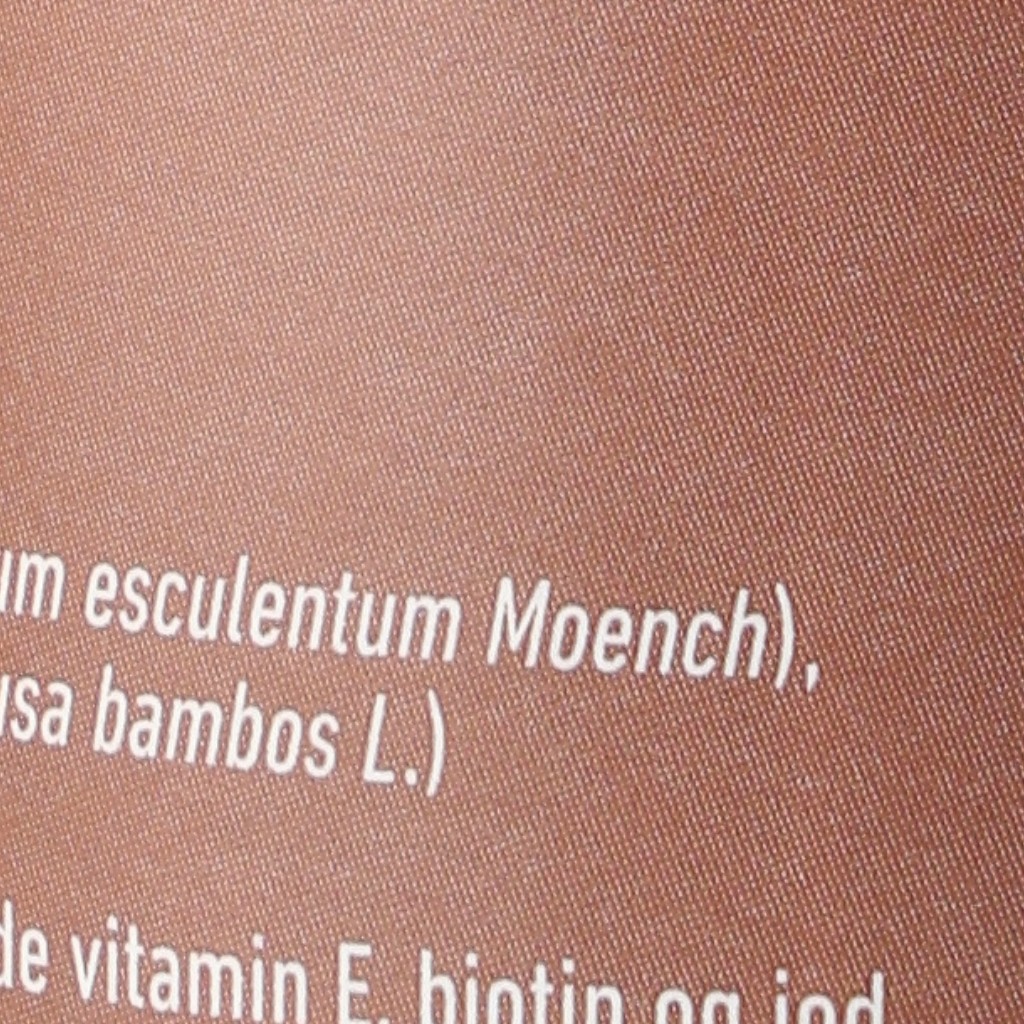 um esculentum Moench),
usa bambos L.)
de vitamin E, biotin og jod